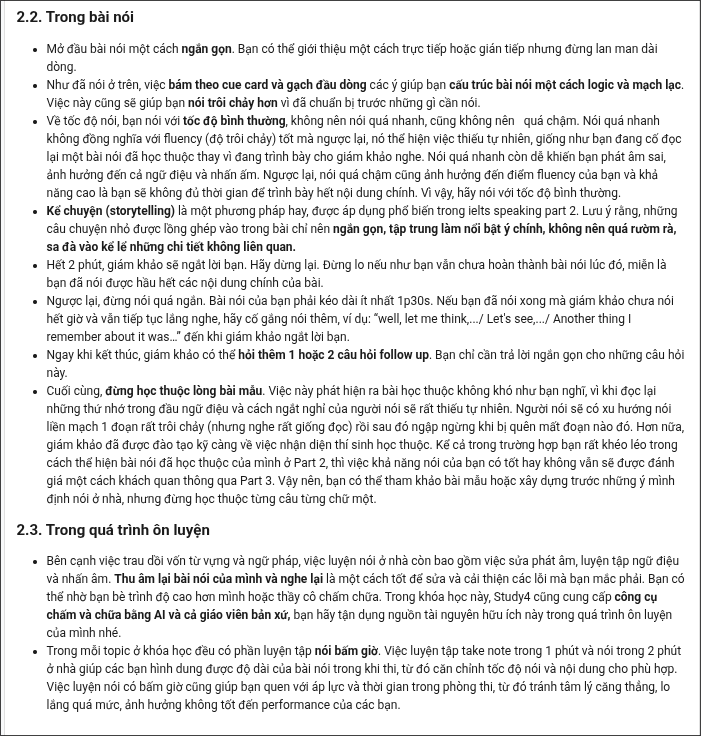 2.2. Trong bài nói
Mở đầu bài nói một cách ngắn gọn. Bạn có thể giới thiệu một cách trực tiếp hoặc gián tiếp nhưng đừng lan man dài
dòng.
Như đã nói ở trên, việc bám theo cue card và gạch đầu dòng các ý giúp bạn cấu trúc bài nói một cách logic và mạch lạc.
Việc này cũng sẽ giúp bạn nói trôi chảy hơn vì đã chuẩn bị trước những gì cần nói.
Về tốc độ nói, bạn nói với tốc độ bình thường, không nên nói quá nhanh, cũng không nên quá chậm. Nói quá nhanh
không đồng nghĩa với fluency (độ trôi chảy) tốt mà ngược lại, nó thể hiện việc thiếu tự nhiên, giống như bạn đang cố đọc
lại một bài nói đã học thuộc thay vì đang trình bày cho giám khảo nghe. Nói quá nhanh còn dễ khiến bạn phát âm sai,
ảnh hưởng đến cả ngữ điệu và nhấn ấm. Ngược lại, nói quá chậm cũng ảnh hưởng đến điểm fluency của bạn và khả
năng cao là bạn sẽ không đủ thời gian để trình bày hết nội dung chính. Vì vậy, hãy nói với tốc độ bình thường.
Kể chuyện (storytelling) là một phương pháp hay, được áp dụng phổ biến trong ielts speaking part 2. Lưu ý rằng, những
câu chuyện nhỏ được lồng ghép vào trong bài chỉ nên ngắn gọn, tập trung làm nổi bật ý chính, không nên quá rườm rà,
sa đà vào kể lể những chi tiết không liên quan.
Hết 2 phút, giám khảo sẽ ngắt lời bạn. Hãy dừng lại. Đừng lo nếu như bạn vẫn chưa hoàn thành bài nói lúc đó, miễn là
bạn đã nói được hầu hết các nội dung chính của bài.
Ngược lại, đừng nói quá ngắn. Bài nói của bạn phải kéo dài ít nhất 1p30s. Nếu bạn đã nói xong mà giám khảo chưa nói
hết giờ và vẫn tiếp tục lắng nghe, hãy cố gắng nói thêm, ví dụ: “well, let me think,.../ Let's see,.../ Another thing I
remember about it was…” đến khi giám khảo ngắt lời bạn.
Ngay khi kết thúc, giám khảo có thể hỏi thêm 1 hoặc 2 câu hỏi follow up. Bạn chỉ cần trả lời ngắn gọn cho những câu hỏi
này.
Cuối cùng, đừng học thuộc lòng bài mẫu. Việc này phát hiện ra bài học thuộc không khó như bạn nghĩ, vì khi đọc lại
những thứ nhớ trong đầu ngữ điệu và cách ngắt nghỉ của người nói sẽ rất thiếu tự nhiên. Người nói sẽ có xu hướng nói
liền mạch 1 đoạn rất trôi chảy (nhưng nghe rất giống đọc) rồi sau đó ngập ngừng khi bị quên mất đoạn nào đó. Hơn nữa,
giám khảo đã được đào tạo kỹ càng về việc nhận diện thí sinh học thuộc. Kể cả trong trường hợp bạn rất khéo léo trong
cách thể hiện bài nói đã học thuộc của mình ở Part 2, thì việc khả năng nói của bạn có tốt hay không vẫn sẽ được đánh
giá một cách khách quan thông qua Part 3. Vậy nên, bạn có thể tham khảo bài mẫu hoặc xây dựng trước những ý mình
định nói ở nhà, nhưng đừng học thuộc từng câu từng chữ một.
2.3. Trong quá trình ôn luyện
Bên cạnh việc trau dồi vốn từ vựng và ngữ pháp, việc luyện nói ở nhà còn bao gồm việc sửa phát âm, luyện tập ngữ điệu
và nhấn âm. Thu âm lại bài nói của mình và nghe lại là một cách tốt để sửa và cải thiện các lỗi mà bạn mắc phải. Bạn có
thể nhờ bạn bè trình độ cao hơn mình hoặc thầy cô chấm chữa. Trong khóa học này, Study4 cũng cung cấp công cụ
chấm và chữa bằng AI và cả giáo viên bản xứ, bạn hãy tận dụng nguồn tài nguyên hữu ích này trong quá trình ôn luyện
của mình nhé.
Trong mỗi topic ở khóa học đều có phần luyện tập nói bấm giờ. Việc luyện tập take note trong 1 phút và nói trong 2 phút
ở nhà giúp các bạn hình dung được độ dài của bài nói trong khi thi, từ đó căn chỉnh tốc độ nói và nội dung cho phù hợp.
Việc luyện nói có bấm giờ cũng giúp bạn quen với áp lực và thời gian trong phòng thi, từ đó tránh tâm lý căng thẳng, lo
lắng quá mức, ảnh hưởng không tốt đến performance của các bạn.